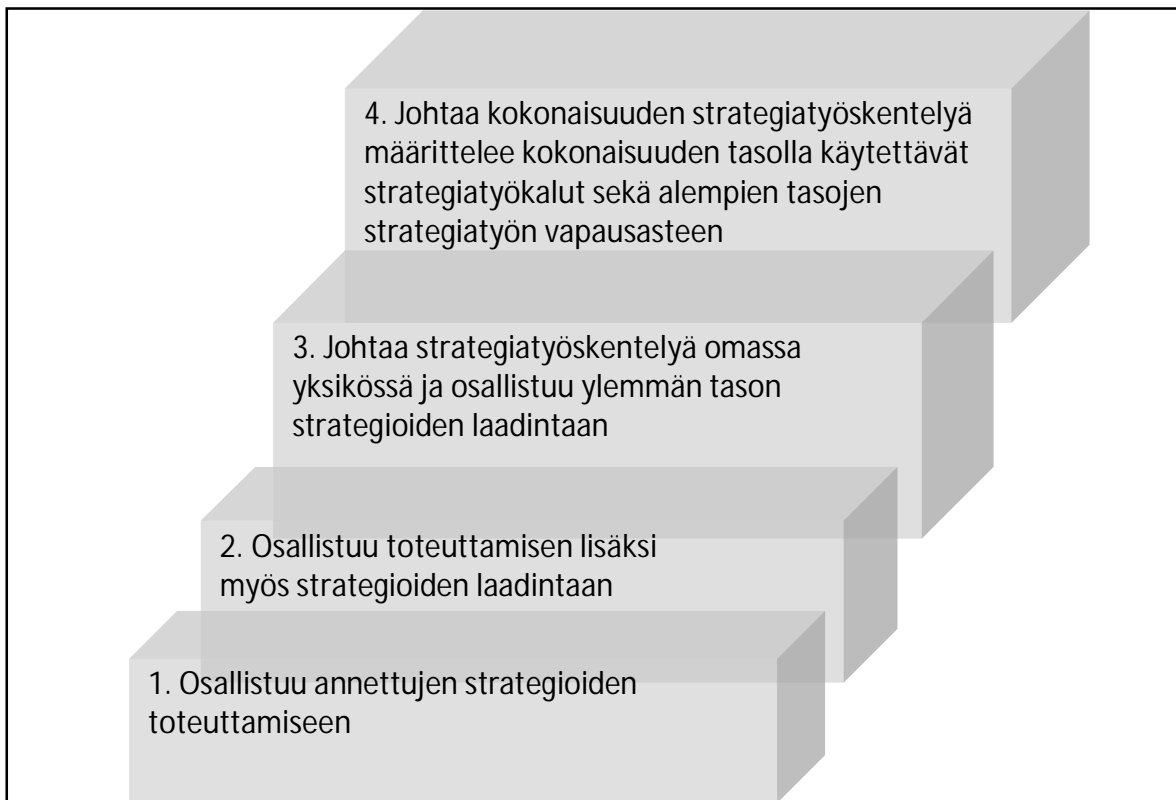 4. Johtaa kokonaisuuden strategiatyöskentelyä
määrittelee kokonaisuuden tasolla käytettävät
strategiatyökalut sekä alempien tasojen
strategiatyön vapausasteen
3. Johtaa strategiatyöskentelyä omassa
yksikössä ja osallistuu ylemmän tason
strategioiden laadintaan
2. Osallistuu toteuttamisen lisäksi
myös strategioiden laadintaan
1. Osallistuu annettujen strategioiden
toteuttamiseen